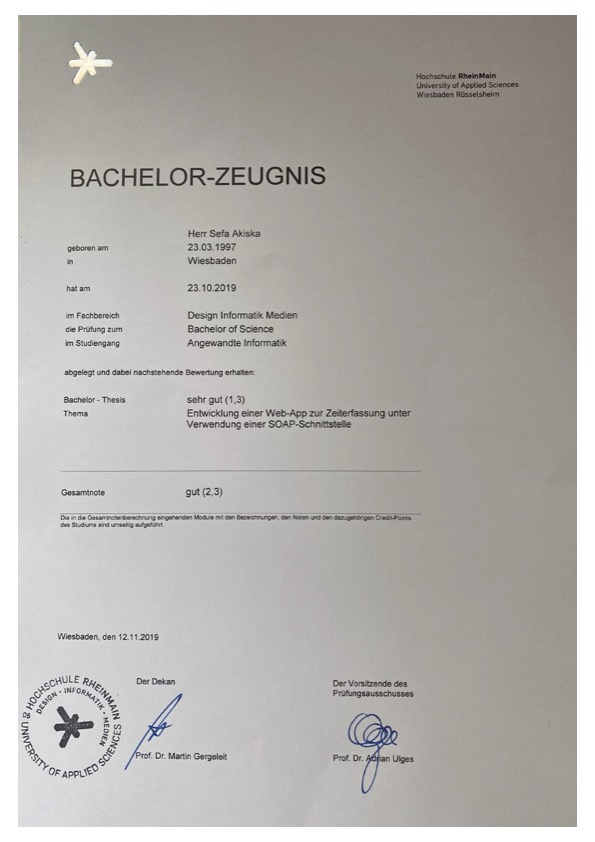 Hochschule RheinMain
University of Applied Sciences
Wiesbaden Rüsselsheim
BACHELOR-ZEUGNIS
Herr Sefa Akiska
geboren am 23.03.1997
in Wiesbaden
hat am 23.10.2019
im Fachbereich Design Informatik Medien
die Prüfung zum Bachelor of Science
im Studiengang Angewandte Informatik
abgelegt und dabei nachstehende Bewertung erhalten:
Bachelor - Thesis sehr gut (1,3)
Thema Entwicklung einer Web-App zur Zeiterfassung unter
Verwendung einer SOAP-Schnittstelle
Gesamtnote gut (2,3)
Die in die Gesamtnotenberechnung eingehenden Module mit den Bezeichnungen, den Noten und den dazugehörigen Credit-Points
des Studiums sind umseitig aufgeführt.
Wiesbaden, den 12.11.2019
HOCHSCHULE RHEINMAIN
DESIGN · INFORMATIK · MEDIEN
& UNIVERSITY OF APPLIED SCIENCES
Der Dekan
Prof. Dr. Martin Gergeleit
Der Vorsitzende des
Prüfungsausschusses
Prof. Dr. Adrian Ulges